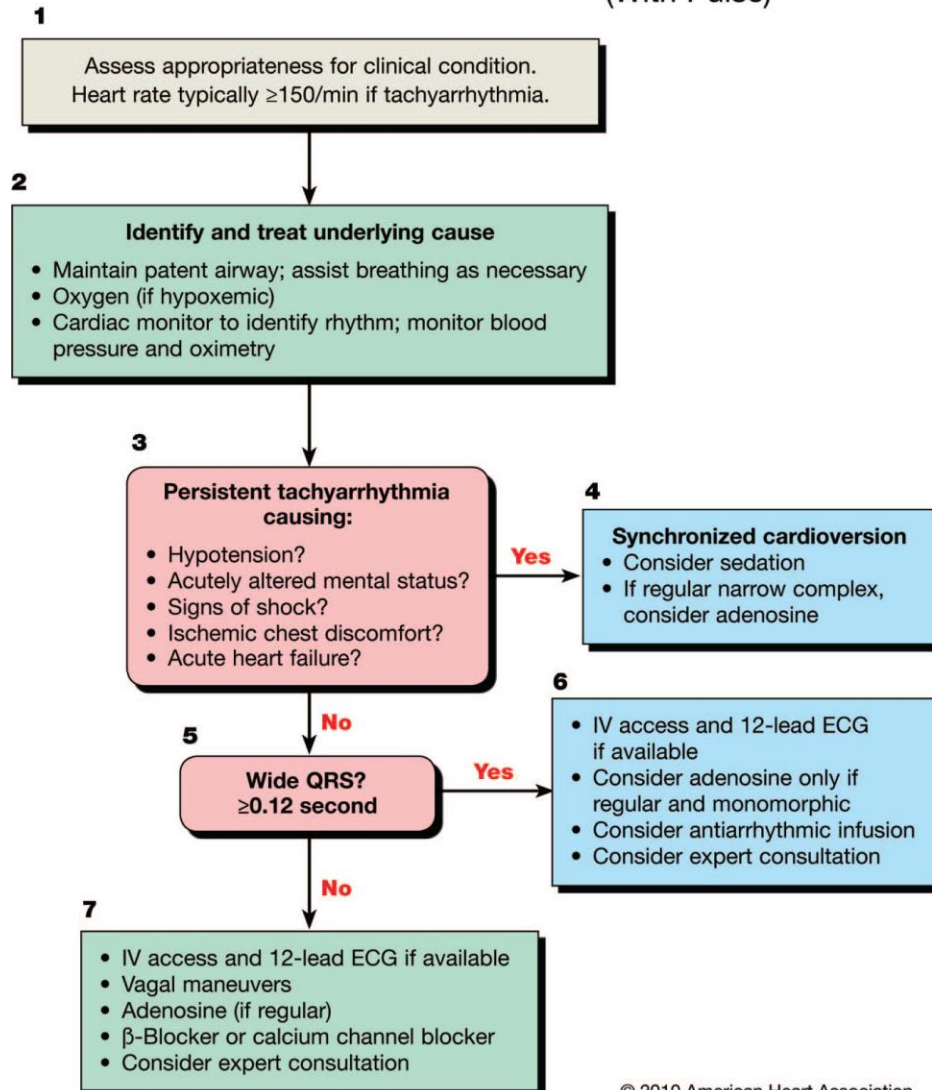 (With Pulse)
1
Assess appropriateness for clinical condition.
Heart rate typically ≥150/min if tachyarrhythmia.
2
Identify and treat underlying cause
• Maintain patent airway; assist breathing as necessary
• Oxygen (if hypoxemic)
• Cardiac monitor to identify rhythm; monitor blood
pressure and oximetry
3
Persistent tachyarrhythmia
causing:
• Hypotension?
• Acutely altered mental status?
• Signs of shock?
• Ischemic chest discomfort?
• Acute heart failure?
Yes
4
Synchronized cardioversion
• Consider sedation
• If regular narrow complex,
consider adenosine
No
5
Wide QRS?
≥0.12 second
Yes
6
• IV access and 12-lead ECG
if available
• Consider adenosine only if
regular and monomorphic
• Consider antiarrhythmic infusion
• Consider expert consultation
No
7
• IV access and 12-lead ECG if available
• Vagal maneuvers
• Adenosine (if regular)
• β-Blocker or calcium channel blocker
• Consider expert consultation
© 2010 American Heart Association